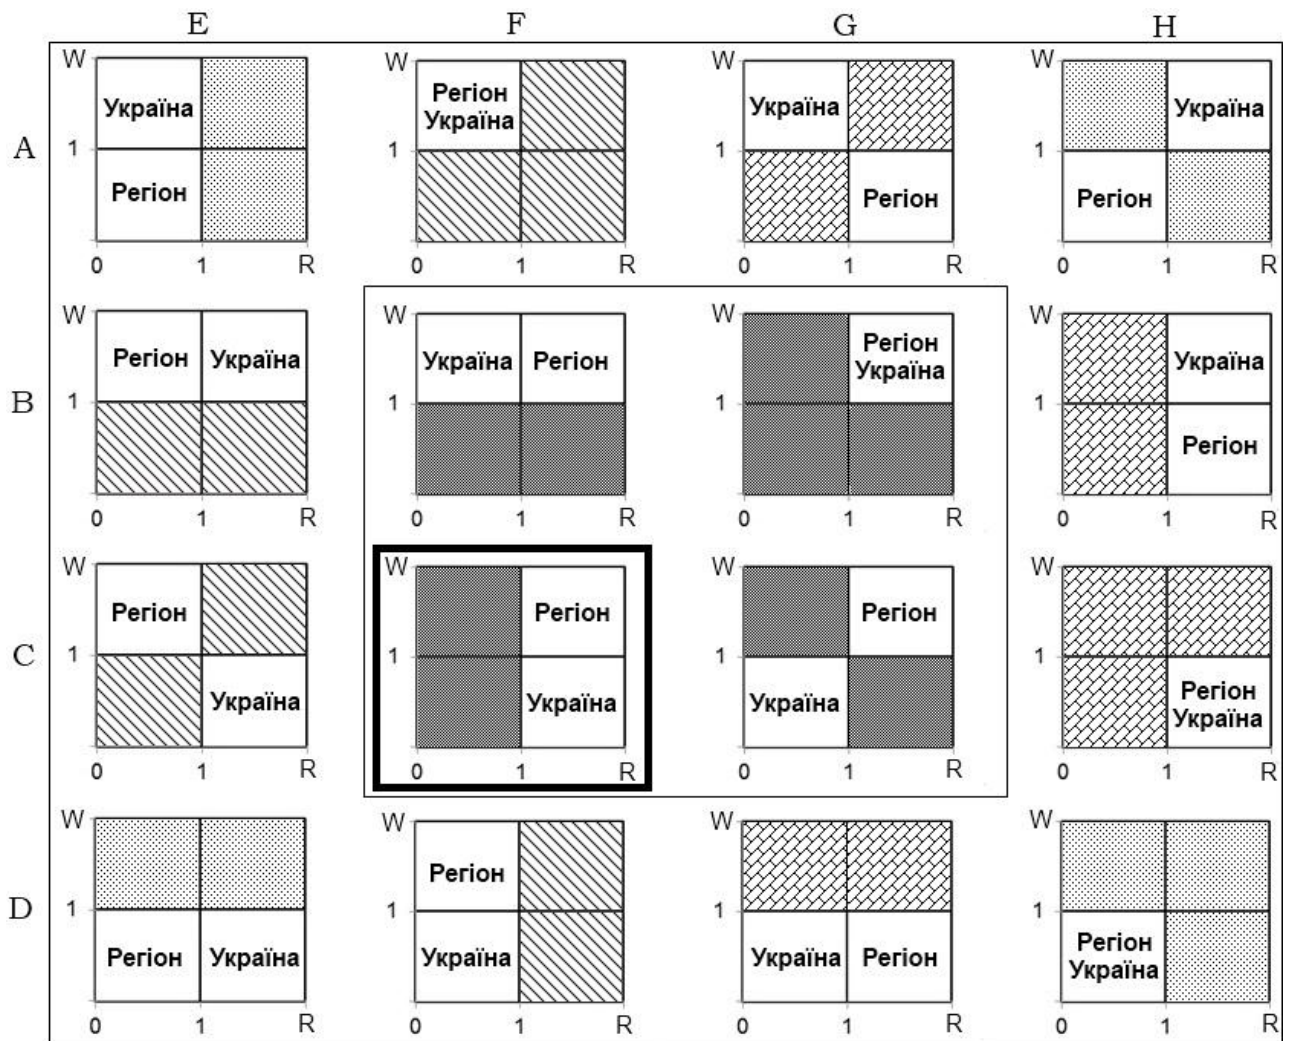 E F G H
A
W W W W
Україна
Регіон
Україна
Україна
Україна
1 1 1 1
Регіон
Регіон
Регіон
0 1 R 0 1 R 0 1 R 0 1 R
B
W W W W
Регіон Україна
Україна Регіон
Регіон
Україна
Україна
1 1 1 1
Регіон
0 1 R 0 1 R 0 1 R 0 1 R
C
W W W W
Регіон
Регіон
Регіон
1 1 1 1
Україна
Україна
Україна
Регіон
Україна
0 1 R 0 1 R 0 1 R 0 1 R
D
W W W W
Регіон
1 1 1 1
Регіон Україна
Україна
Україна Регіон
Регіон
Україна
0 1 R 0 1 R 0 1 R 0 1 R